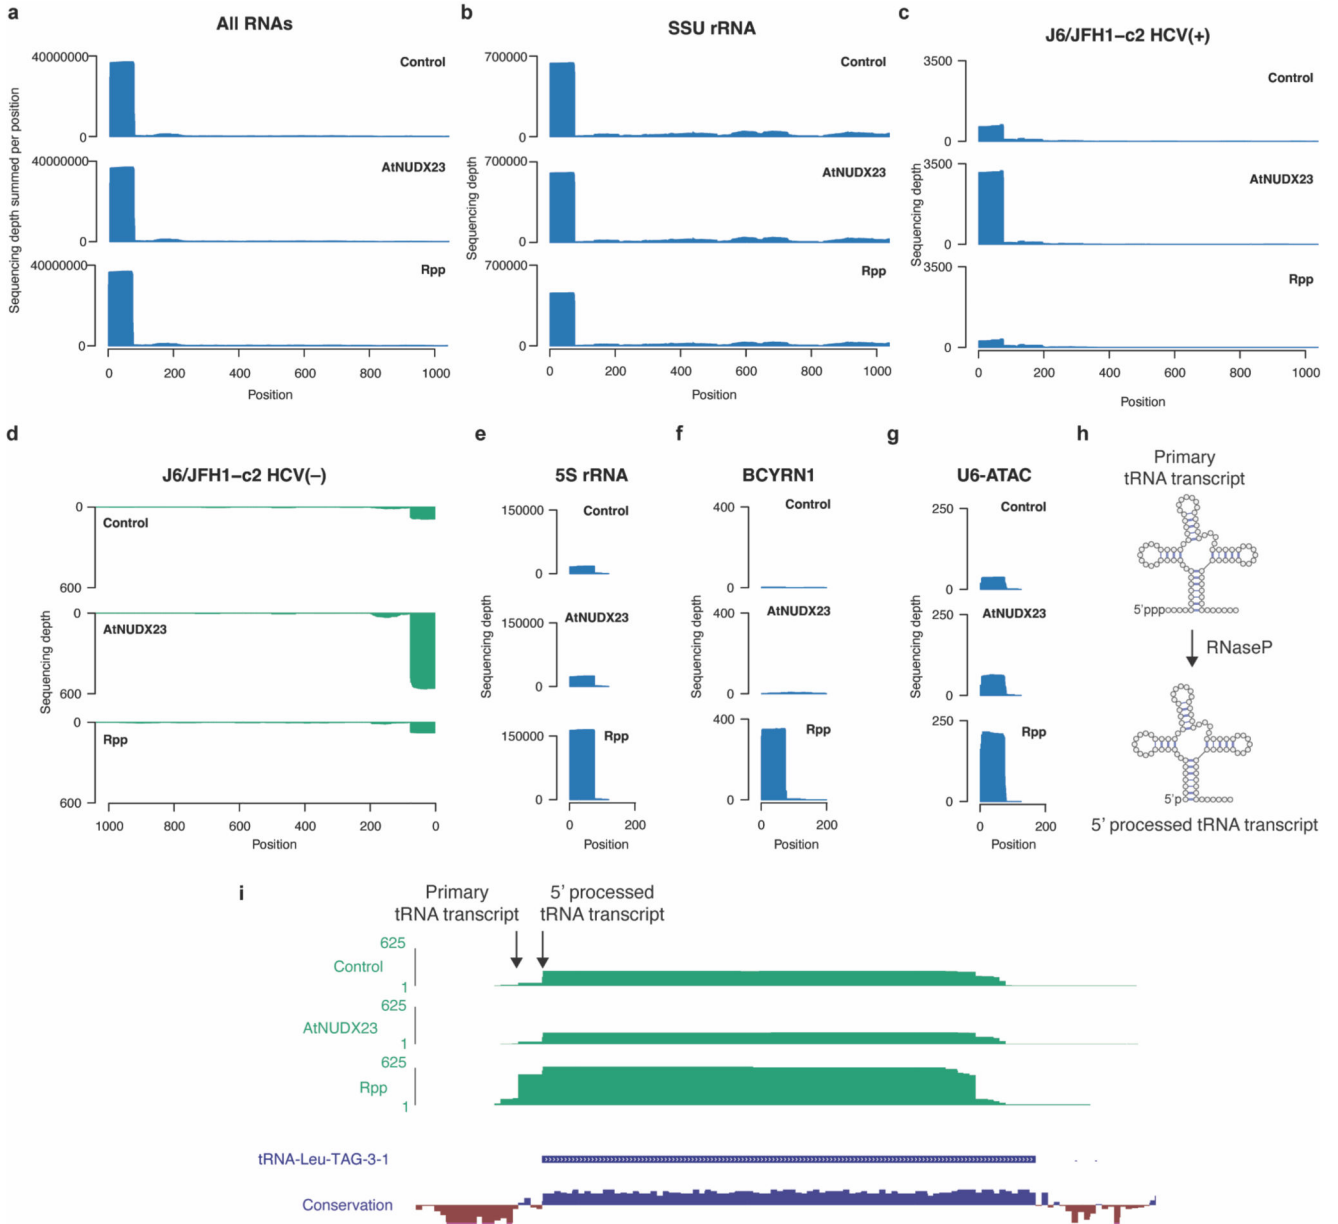 a
All RNAs
Sequencing depth summed per position
40000000
0
Control
40000000
0
AtNUDX23
40000000
0
Rpp
0 200 400 600 800 1000
Position
b
SSU rRNA
Sequencing depth
700000
0
Control
700000
0
AtNUDX23
700000
0
Rpp
0 200 400 600 800 1000
Position
c
J6/JFH1–c2 HCV(+)
Sequencing depth
3500
0
Control
3500
0
AtNUDX23
3500
0
Rpp
0 200 400 600 800 1000
Position
d
J6/JFH1–c2 HCV(–)
Sequencing depth
0
Control
600
0
AtNUDX23
600
0
Rpp
600
1000 800 600 400 200 0
Position
e
5S rRNA
Sequencing depth
150000
0
Control
150000
0
AtNUDX23
150000
0
Rpp
0 200
Position
f
BCYRN1
Sequencing depth
400
0
Control
400
0
AtNUDX23
400
0
Rpp
0 200
Position
g
U6-ATAC
Sequencing depth
250
0
Control
250
0
AtNUDX23
250
0
Rpp
0 200
Position
h
Primary
tRNA transcript
5'ppp
RNaseP
5'p
5' processed tRNA transcript
i
Primary
tRNA transcript
5' processed
tRNA transcript
625
Control
1
625
AtNUDX23
1
625
Rpp
1
tRNA-Leu-TAG-3-1
Conservation